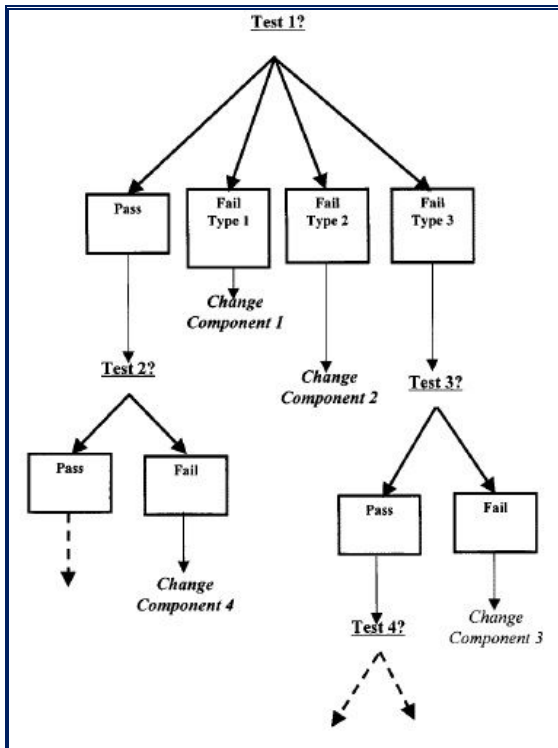 Test 1?
Pass
Fail
Type 1
Fail
Type 2
Fail
Type 3
Change
Component 1
Change
Component 2
Test 2?
Test 3?
Pass
Fail
Change
Component 4
Pass
Fail
Test 4?
Change
Component 3